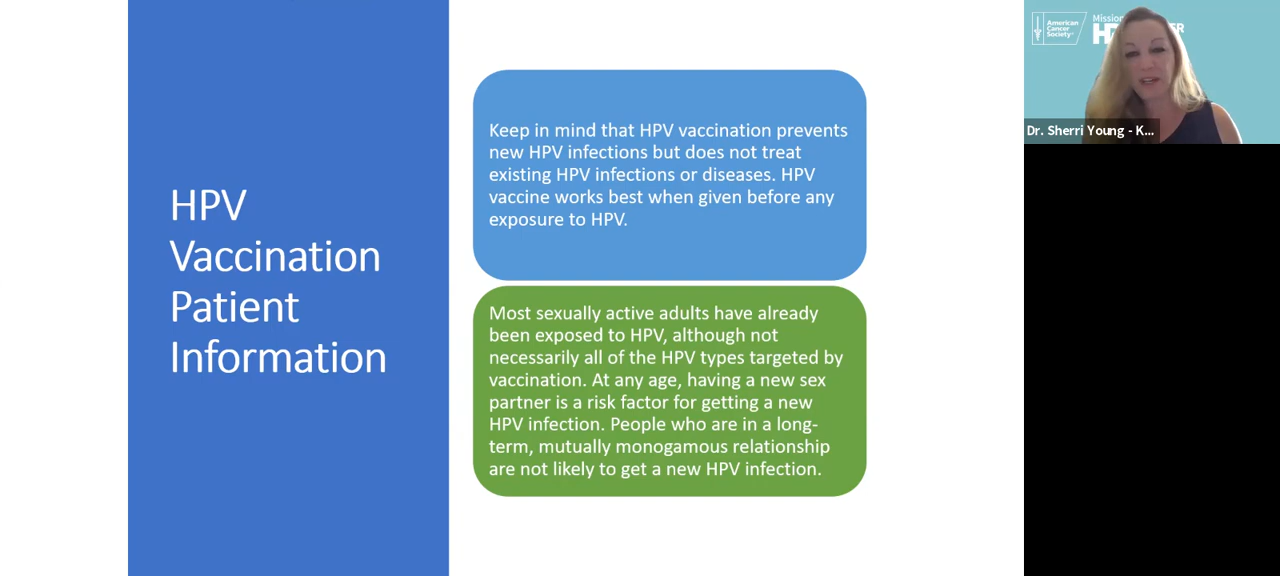 HPV
Vaccination
Patient
Information
Keep in mind that HPV vaccination prevents
new HPV infections but does not treat
existing HPV infections or diseases. HPV
vaccine works best when given before any
exposure to HPV.
Most sexually active adults have already
been exposed to HPV, although not
necessarily all of the HPV types targeted by
vaccination. At any age, having a new sex
partner is a risk factor for getting a new
HPV infection. People who are in a long-
term, mutually monogamous relationship
are not likely to get a new HPV infection.
American
Cancer
Society
Mission
Dr. Sherri Young - K...